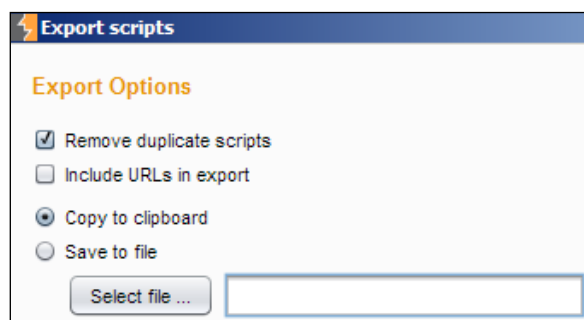 Export scripts
Export Options
Remove duplicate scripts
Include URLs in export
Copy to clipboard
Save to file
Select file ...